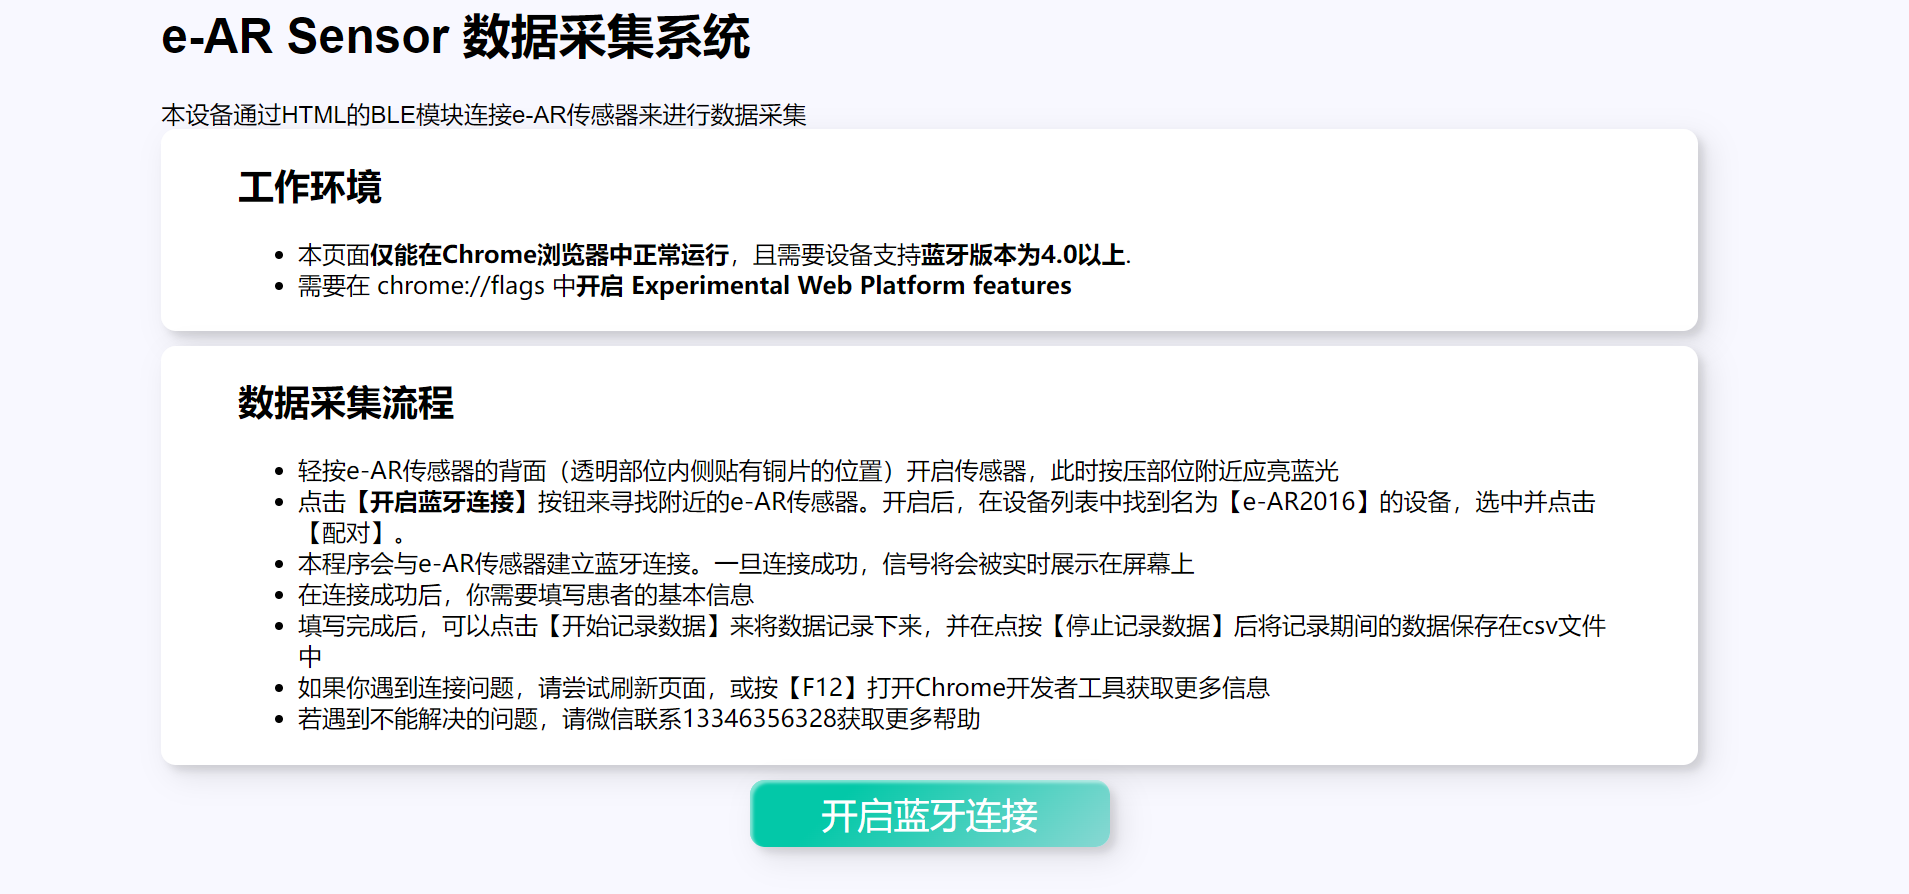 e-AR Sensor 数据采集系统
本设备通过HTML的BLE模块连接e-AR传感器来进行数据采集
工作环境
本页面仅能在Chrome浏览器中正常运行，且需要设备支持蓝牙版本为4.0以上.
需要在 chrome://flags 中开启 Experimental Web Platform features
数据采集流程
轻按e-AR传感器的背面（透明部位内侧贴有铜片的位置）开启传感器，此时按压部位附近应亮蓝光
点击【开启蓝牙连接】按钮来寻找附近的e-AR传感器。开启后，在设备列表中找到名为【e-AR2016】的设备，选中并点击
【配对】。
本程序会与e-AR传感器建立蓝牙连接。一旦连接成功，信号将会被实时展示在屏幕上
在连接成功后，你需要填写患者的基本信息
填写完成后，可以点击【开始记录数据】来将数据记录下来，并在点按【停止记录数据】后将记录期间的数据保存在csv文件
中
如果你遇到连接问题，请尝试刷新页面，或按【F12】打开Chrome开发者工具获取更多信息
若遇到不能解决的问题，请微信联系13346356328获取更多帮助
开启蓝牙连接